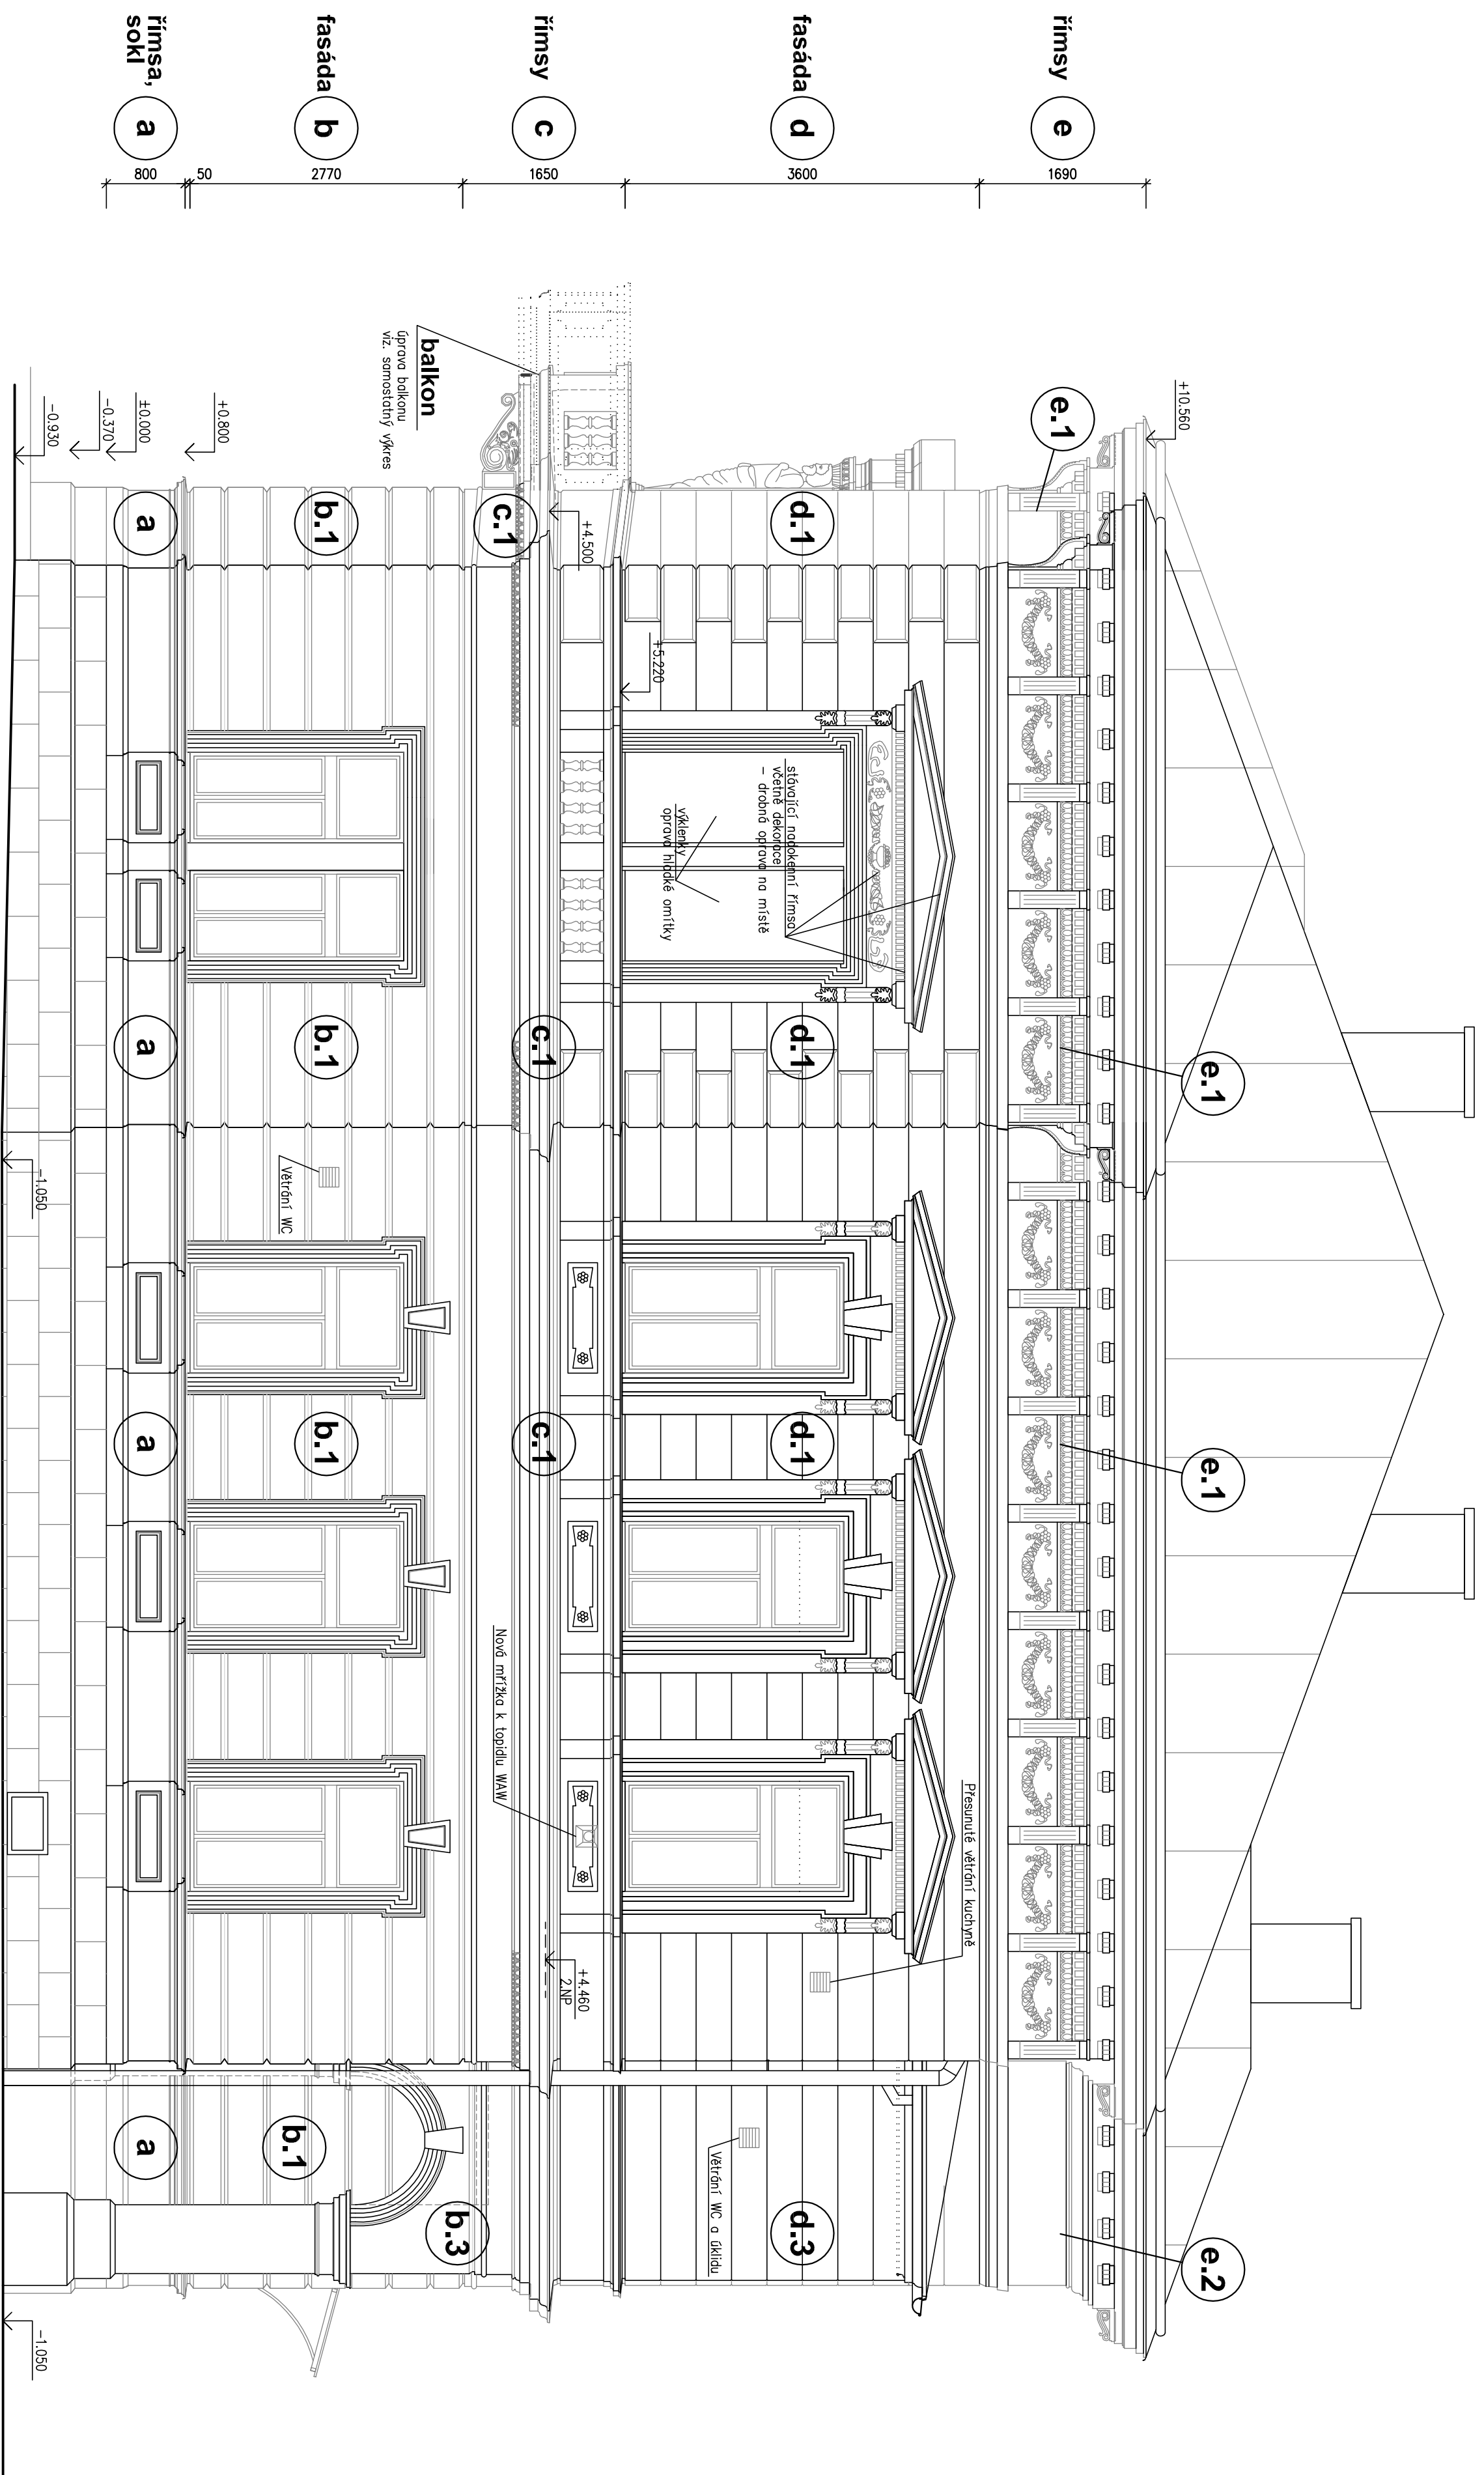 římsy
e
1690
fasáda
d
3600
římsy
c
1650
fasáda
b
2770
50
římsa,
sokl
a
800
+10.560
e.1
e.1
e.1
e.2
Přesunuté větrání kuchyně
stávající nadokenní římsa
včetně dekorace
– drobná oprava na místě
d.1
d.1
d.1
d.3
Větrání WC a úklidu
výklenky
oprava hladké omítky
+5.220
+4.500
+4.460
2.NP
c.1
c.1
c.1
Nová mřížka k topidlu WAW
balkon
úprava balkonu
viz. samostatný výkres
b.3
b.1
b.1
b.1
b.1
Větrání WC
+0.800
a
a
a
a
±0.000
-0.370
-0.930
-1.050
-1.050